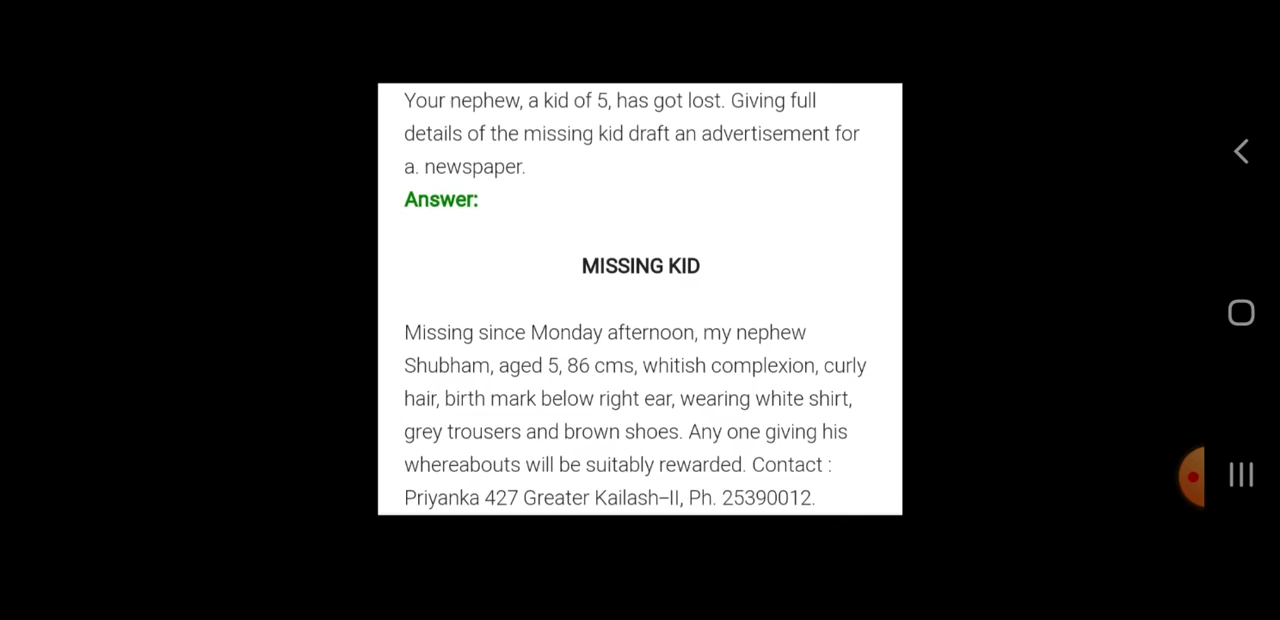 Your nephew, a kid of 5, has got lost. Giving full
details of the missing kid draft an advertisement for
a. newspaper.
Answer:
MISSING KID
Missing since Monday afternoon, my nephew
Shubham, aged 5, 86 cms, whitish complexion, curly
hair, birth mark below right ear, wearing white shirt,
grey trousers and brown shoes. Any one giving his
whereabouts will be suitably rewarded. Contact :
Priyanka 427 Greater Kailash–II, Ph. 25390012.